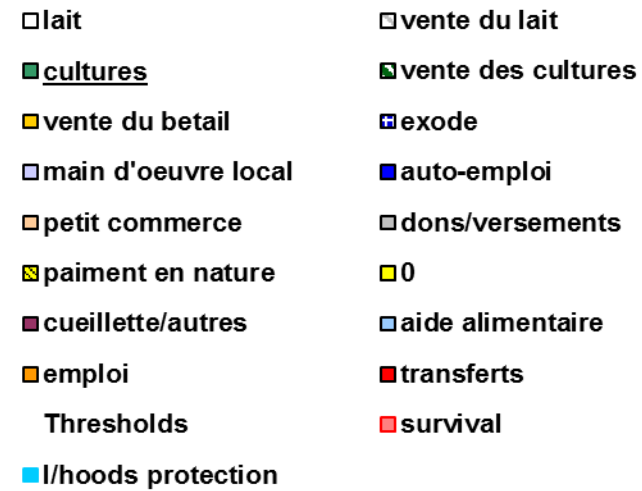 lait vente du lait
cultures vente des cultures
vente du betail exode
main d'oeuvre local auto-emploi
petit commerce dons/versements
paiment en nature 0
cueillette/autres aide alimentaire
emploi transferts
Thresholds survival
l/hoods protection